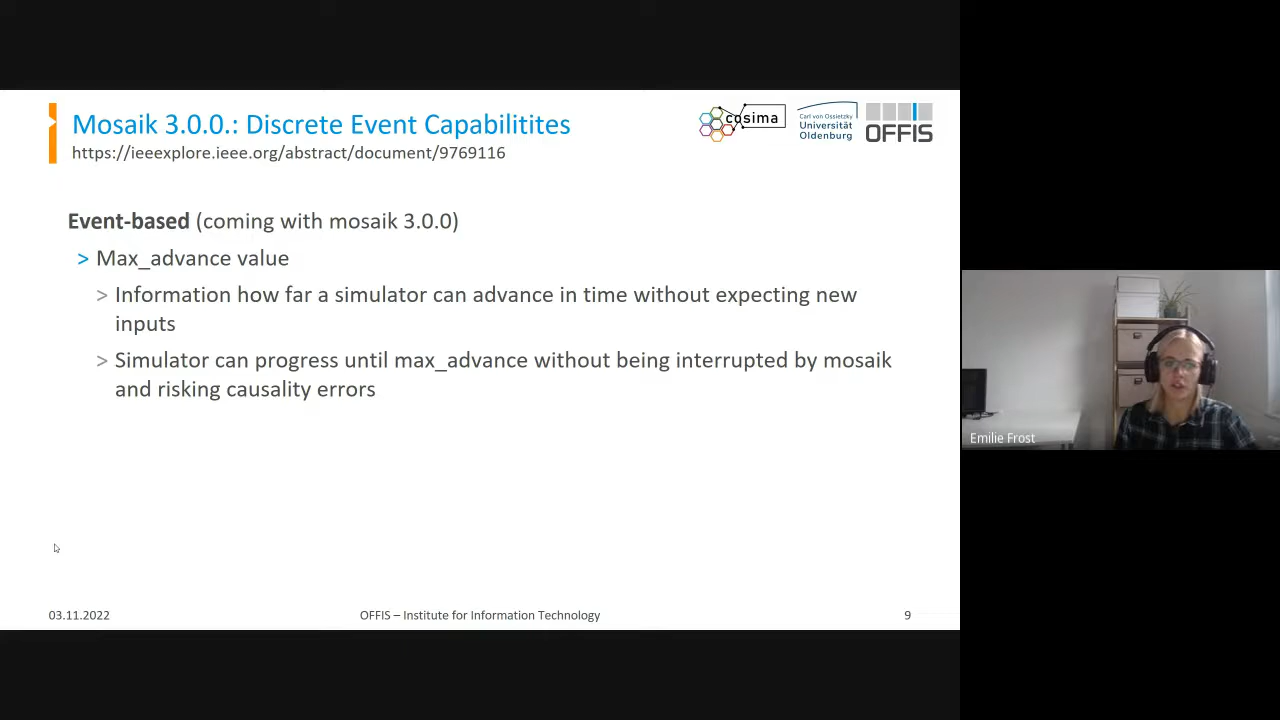 Mosaik 3.0.0.: Discrete Event Capabilitites
https://ieeexplore.ieee.org/abstract/document/9769116
cosima
Carl von Ossietzky
Universität
Oldenburg
OFFIS
Event-based (coming with mosaik 3.0.0)
> Max_advance value
> Information how far a simulator can advance in time without expecting new
inputs
> Simulator can progress until max_advance without being interrupted by mosaik
and risking causality errors
Emilie Frost
03.11.2022
OFFIS – Institute for Information Technology
9